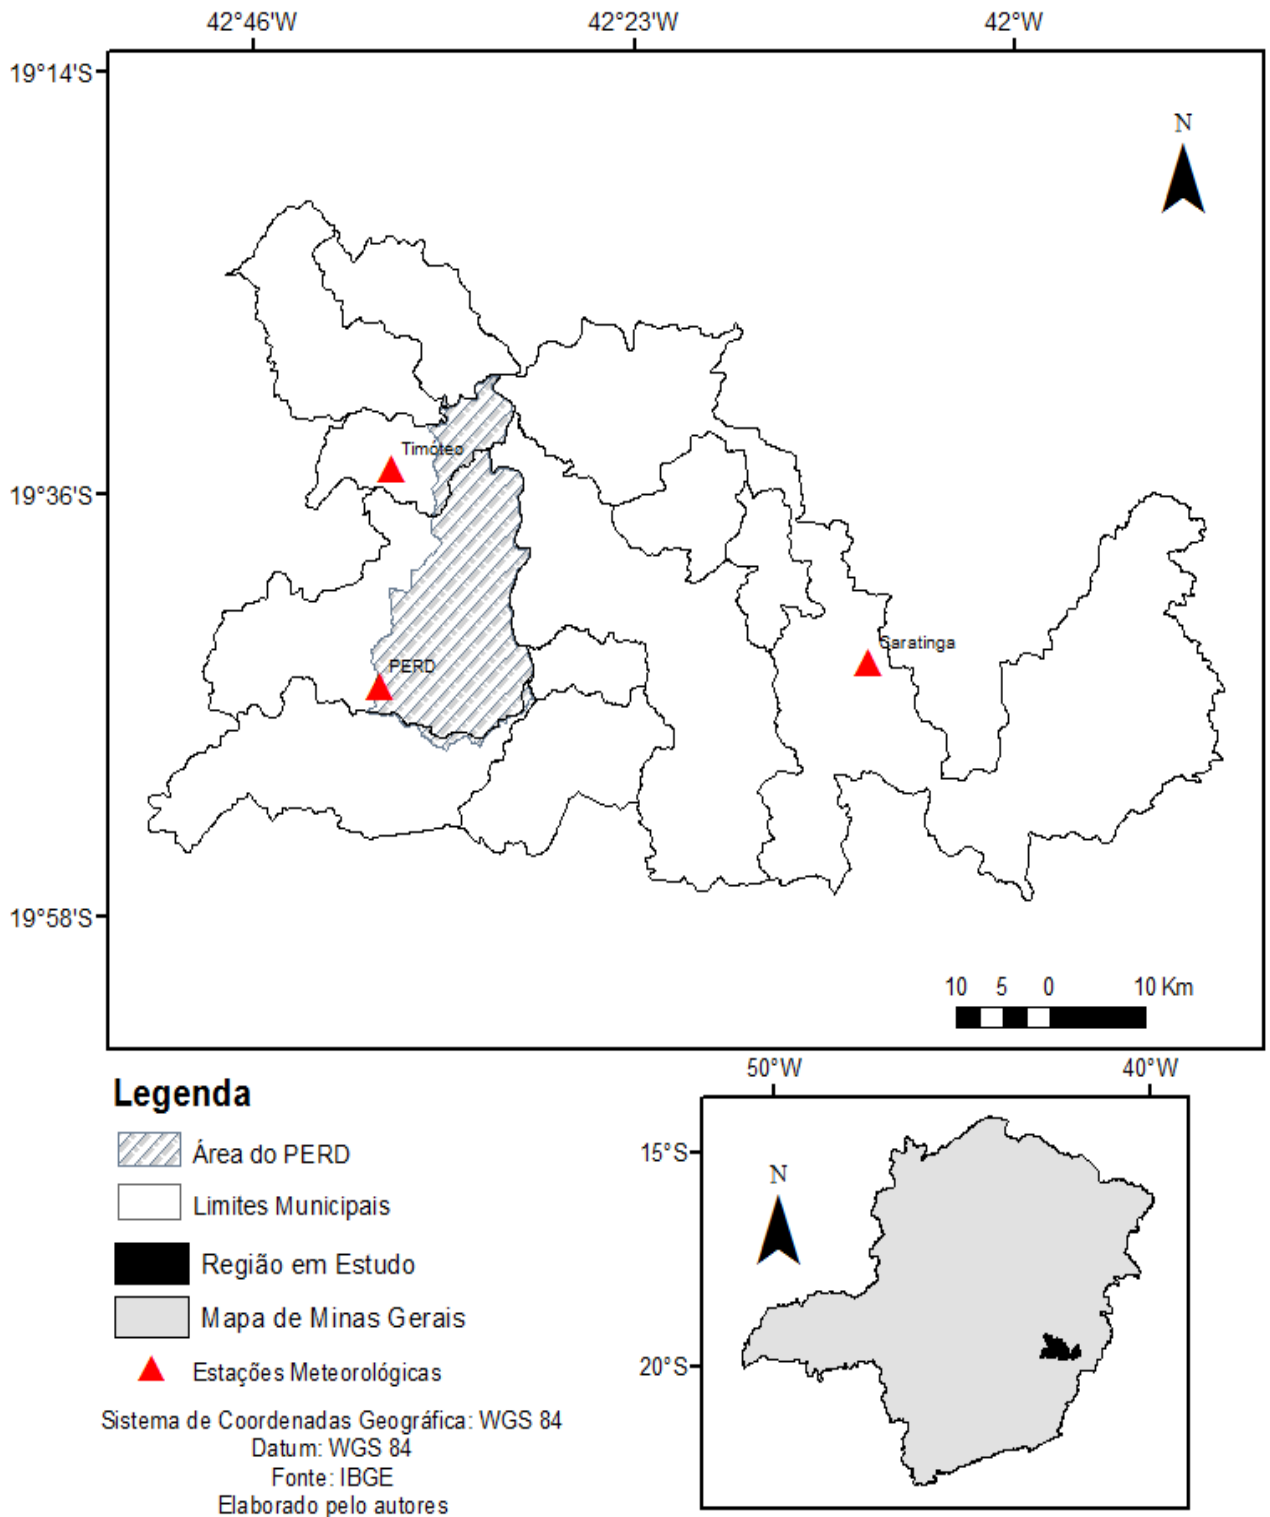 42°46'W 42°23'W 42°W
19°14'S
N
Timóteo
19°36'S
Saratinga
PERD
19°58'S
10 5 0 10 Km
50°W 40°W
Legenda
Área do PERD
15°S
N
Limites Municipais
Região em Estudo
Mapa de Minas Gerais
20°S
Estações Meteorológicas
Sistema de Coordenadas Geográfica: WGS 84
Datum: WGS 84
Fonte: IBGE
Elaborado pelo autores